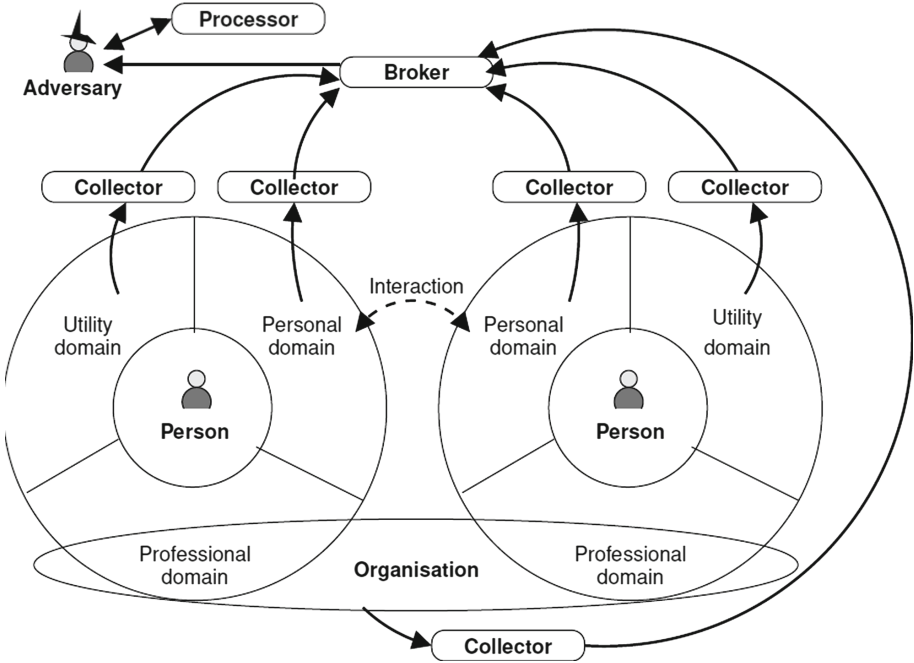 Processor
Adversary
Broker
Collector
Collector
Collector
Collector
Interaction
Utility
domain
Personal
domain
Personal
domain
Utility
domain
Person
Person
Professional
domain
Organisation
Professional
domain
Collector